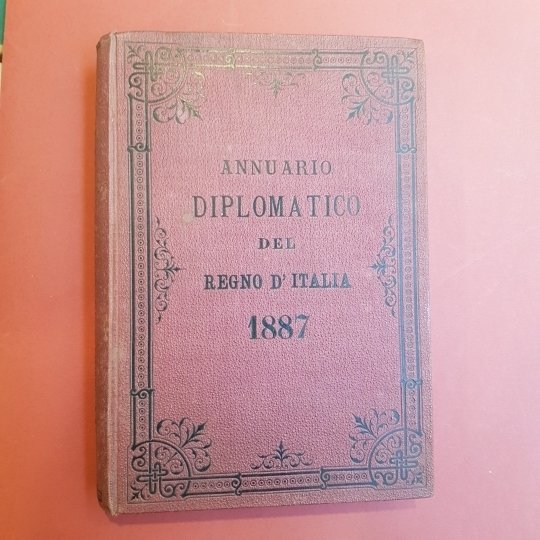 ANNUARIO
DIPLOMATICO
DEL
REGNO D'ITALIA
1887